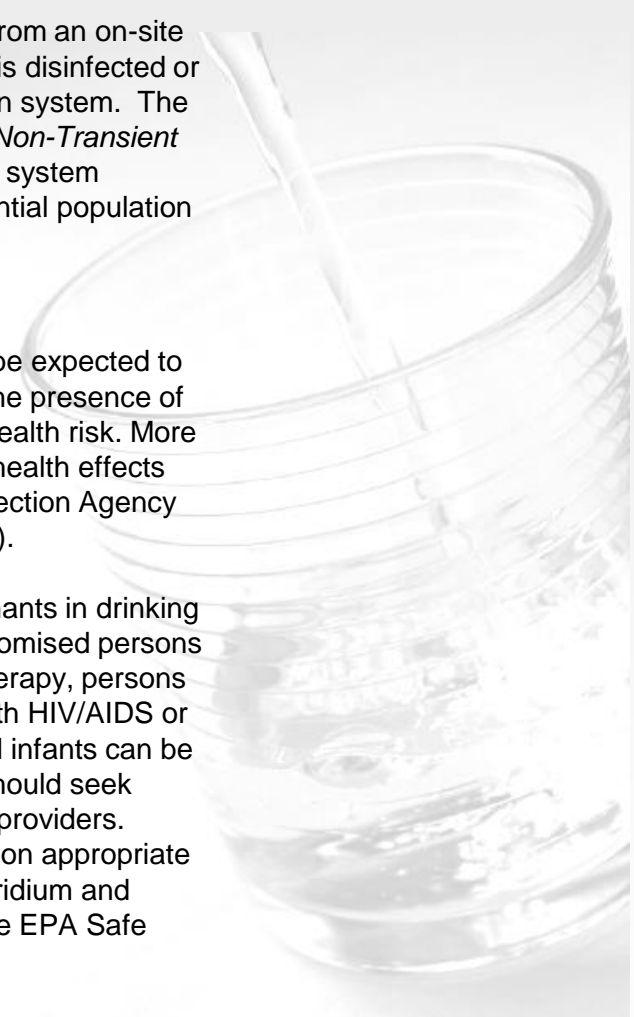 rom an on-site
is disinfected or
n system. The
Non-Transient
system
ntial population
be expected to
he presence of
ealth risk. More
health effects
ection Agency
).
nants in drinking
omised persons
erapy, persons
th HIV/AIDS or
l infants can be
hould seek
providers.
on appropriate
ridium and
e EPA Safe